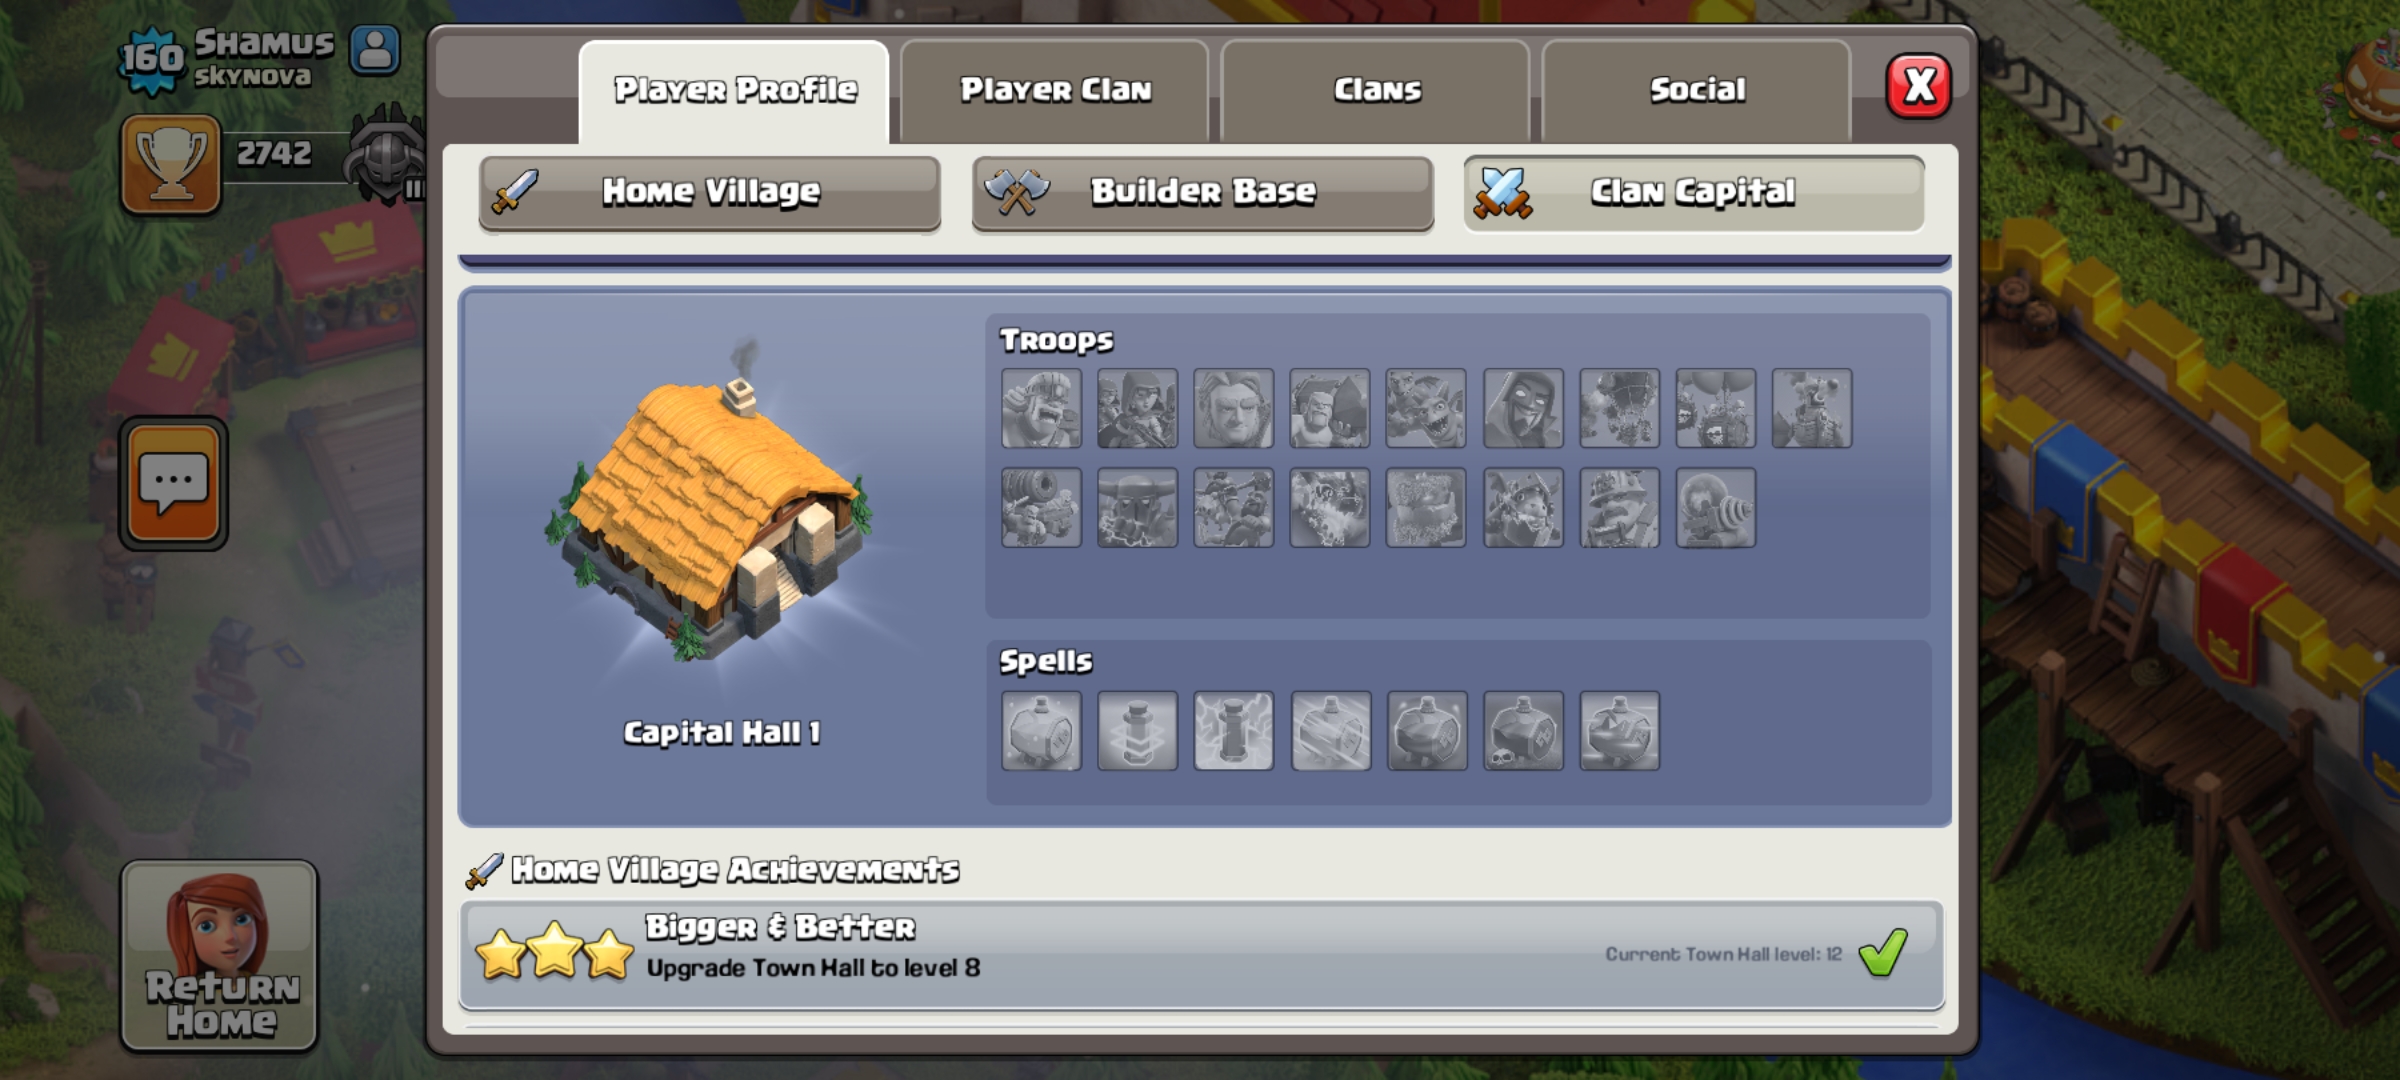 160
Shamus
skynova
2742
Player Profile
Player Clan
Clans
Social
X
Home Village
Builder Base
Clan Capital
Troops
Capital Hall 1
Spells
Home Village Achievements
Bigger & Better
Upgrade Town Hall to level 8
Current Town Hall level: 12
Return
Home